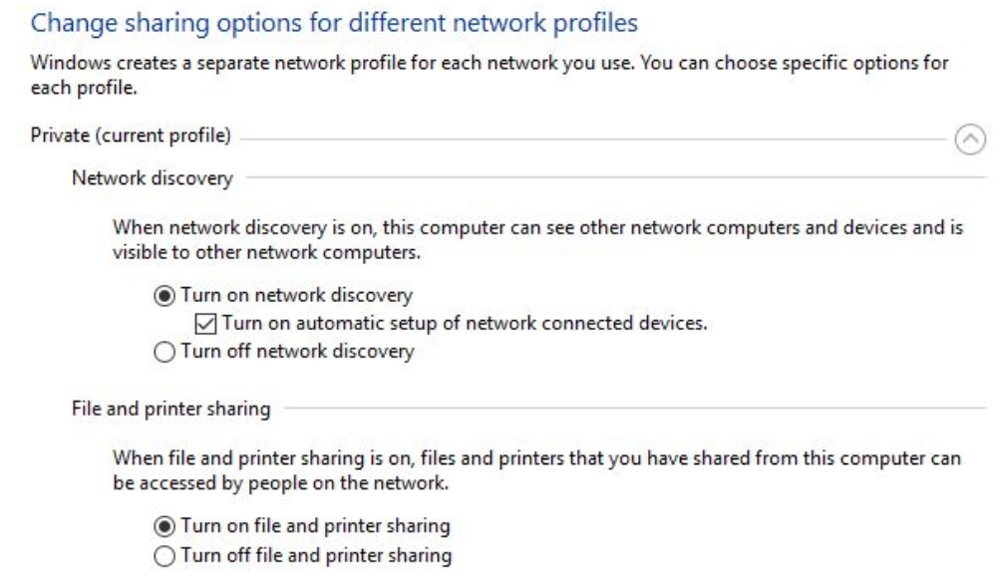 Change sharing options for different network profiles
Windows creates a separate network profile for each network you use. You can choose specific options for
each profile.
Private (current profile)
Network discovery
When network discovery is on, this computer can see other network computers and devices and is
visible to other network computers.
Turn on network discovery
Turn on automatic setup of network connected devices.
Turn off network discovery
File and printer sharing
When file and printer sharing is on, files and printers that you have shared from this computer can
be accessed by people on the network.
Turn on file and printer sharing
Turn off file and printer sharing